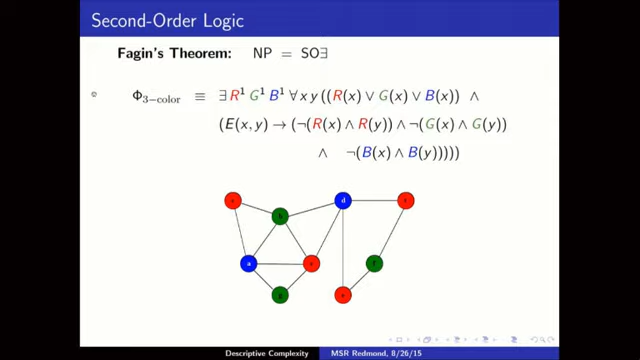 Second-Order Logic
Fagin's Theorem: NP = SO∃
Φ₃₋color ≡ ∃ R¹ G¹ B¹ ∀ x y ((R(x) ∨ G(x) ∨ B(x)) ∧
(E(x, y) → (¬(R(x) ∧ R(y)) ∧ ¬(G(x) ∧ G(y))
∧ ¬(B(x) ∧ B(y)))))
d
a
Descriptive Complexity MSR Redmond, 8/26/15